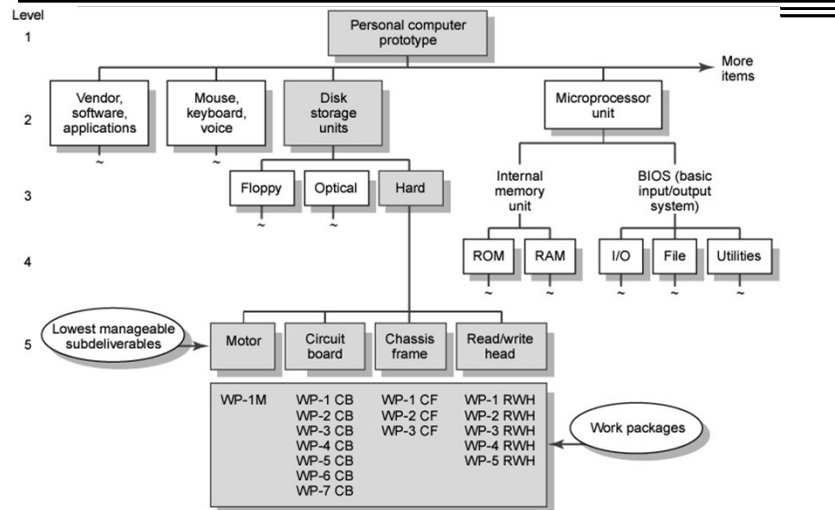 Level
1
Personal computer
prototype
More
items
2
Vendor,
software,
applications
Mouse,
keyboard,
voice
Disk
storage
units
Microprocessor
unit
~
~
3
Floppy
Optical
Hard
Internal
memory
unit
BIOS (basic
input/output
system)
~
~
4
ROM
RAM
I/O
File
Utilities
~
~
~
~
~
Lowest manageable
subdeliverables
5
Motor
Circuit
board
Chassis
frame
Read/write
head
WP-1M
WP-1 CB
WP-2 CB
WP-3 CB
WP-4 CB
WP-5 CB
WP-6 CB
WP-7 CB
WP-1 CF
WP-2 CF
WP-3 CF
WP-1 RWH
WP-2 RWH
WP-3 RWH
WP-4 RWH
WP-5 RWH
Work packages